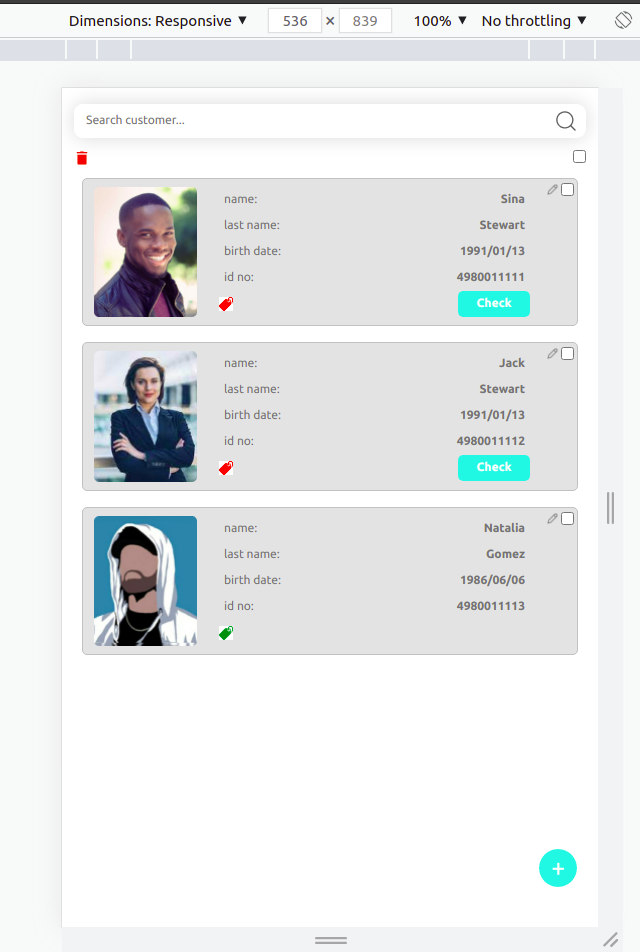 Dimensions: Responsive ▼ 536 × 839 100% ▼ No throttling ▼
Search customer...
name: Sina
last name: Stewart
birth date: 1991/01/13
id no: 4980011111
Check
name: Jack
last name: Stewart
birth date: 1991/01/13
id no: 4980011112
Check
name: Natalia
last name: Gomez
birth date: 1986/06/06
id no: 4980011113
+